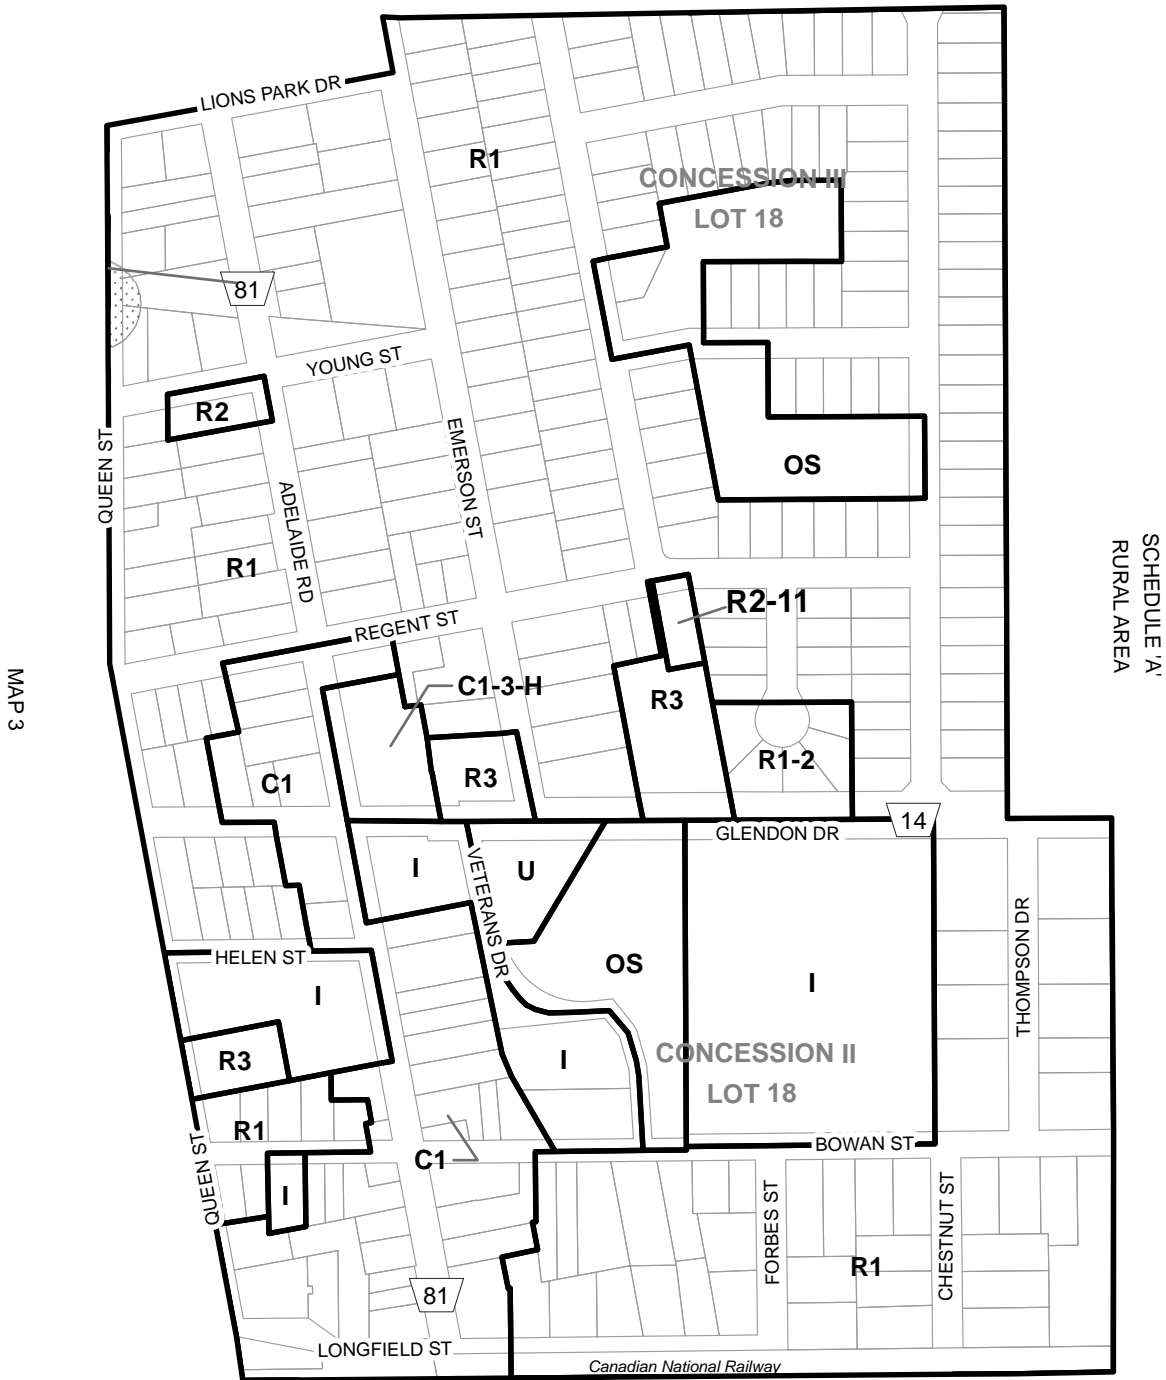 LIONS PARK DR
R1
CONCESSION III
LOT 18
81
YOUNG ST
R2
QUEEN ST
EMERSON ST
OS
ADELAIDE RD
R1
SCHEDULE 'A'
RURAL AREA
R2-11
REGENT ST
MAP 3
C1-3-H
R3
R1-2
C1
R3
14
GLENDON DR
I
U
VETERANS DR
THOMPSON DR
HELEN ST
OS
I
I
CONCESSION II
LOT 18
R3
I
R1
C1
BOWAN ST
QUEEN ST
I
FORBES ST
CHESTNUT ST
R1
81
LONGFIELD ST
Canadian National Railway